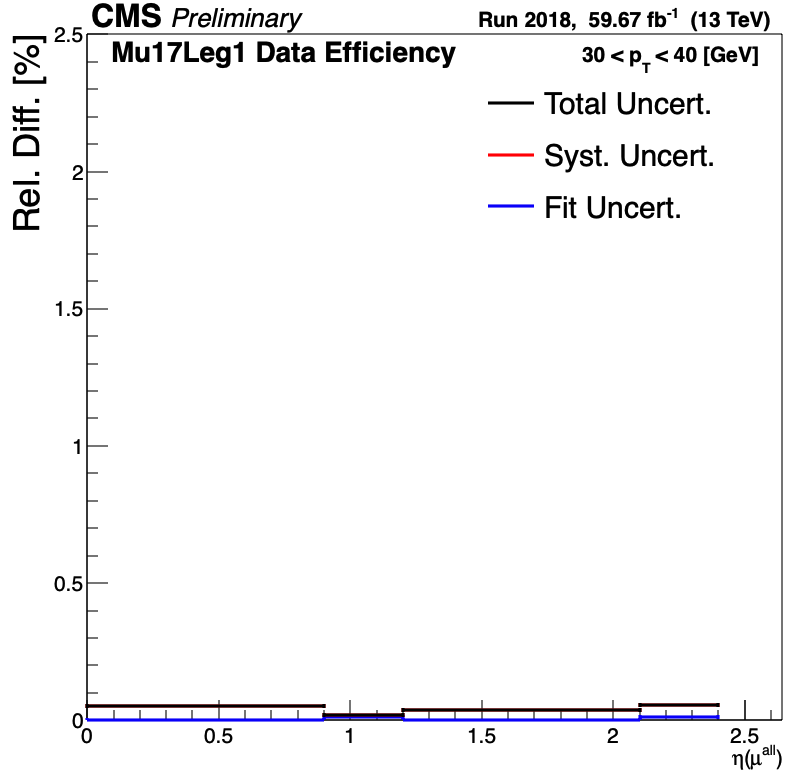 CMS Preliminary
Run 2018, 59.67 fb⁻¹ (13 TeV)
Mu17Leg1 Data Efficiency
30 < p_T < 40 [GeV]
Total Uncert.
Syst. Uncert.
Fit Uncert.
Rel. Diff. [%]
2.5
2
1.5
1
0.5
0
0 0.5 1 1.5 2 2.5
η(μ^all)